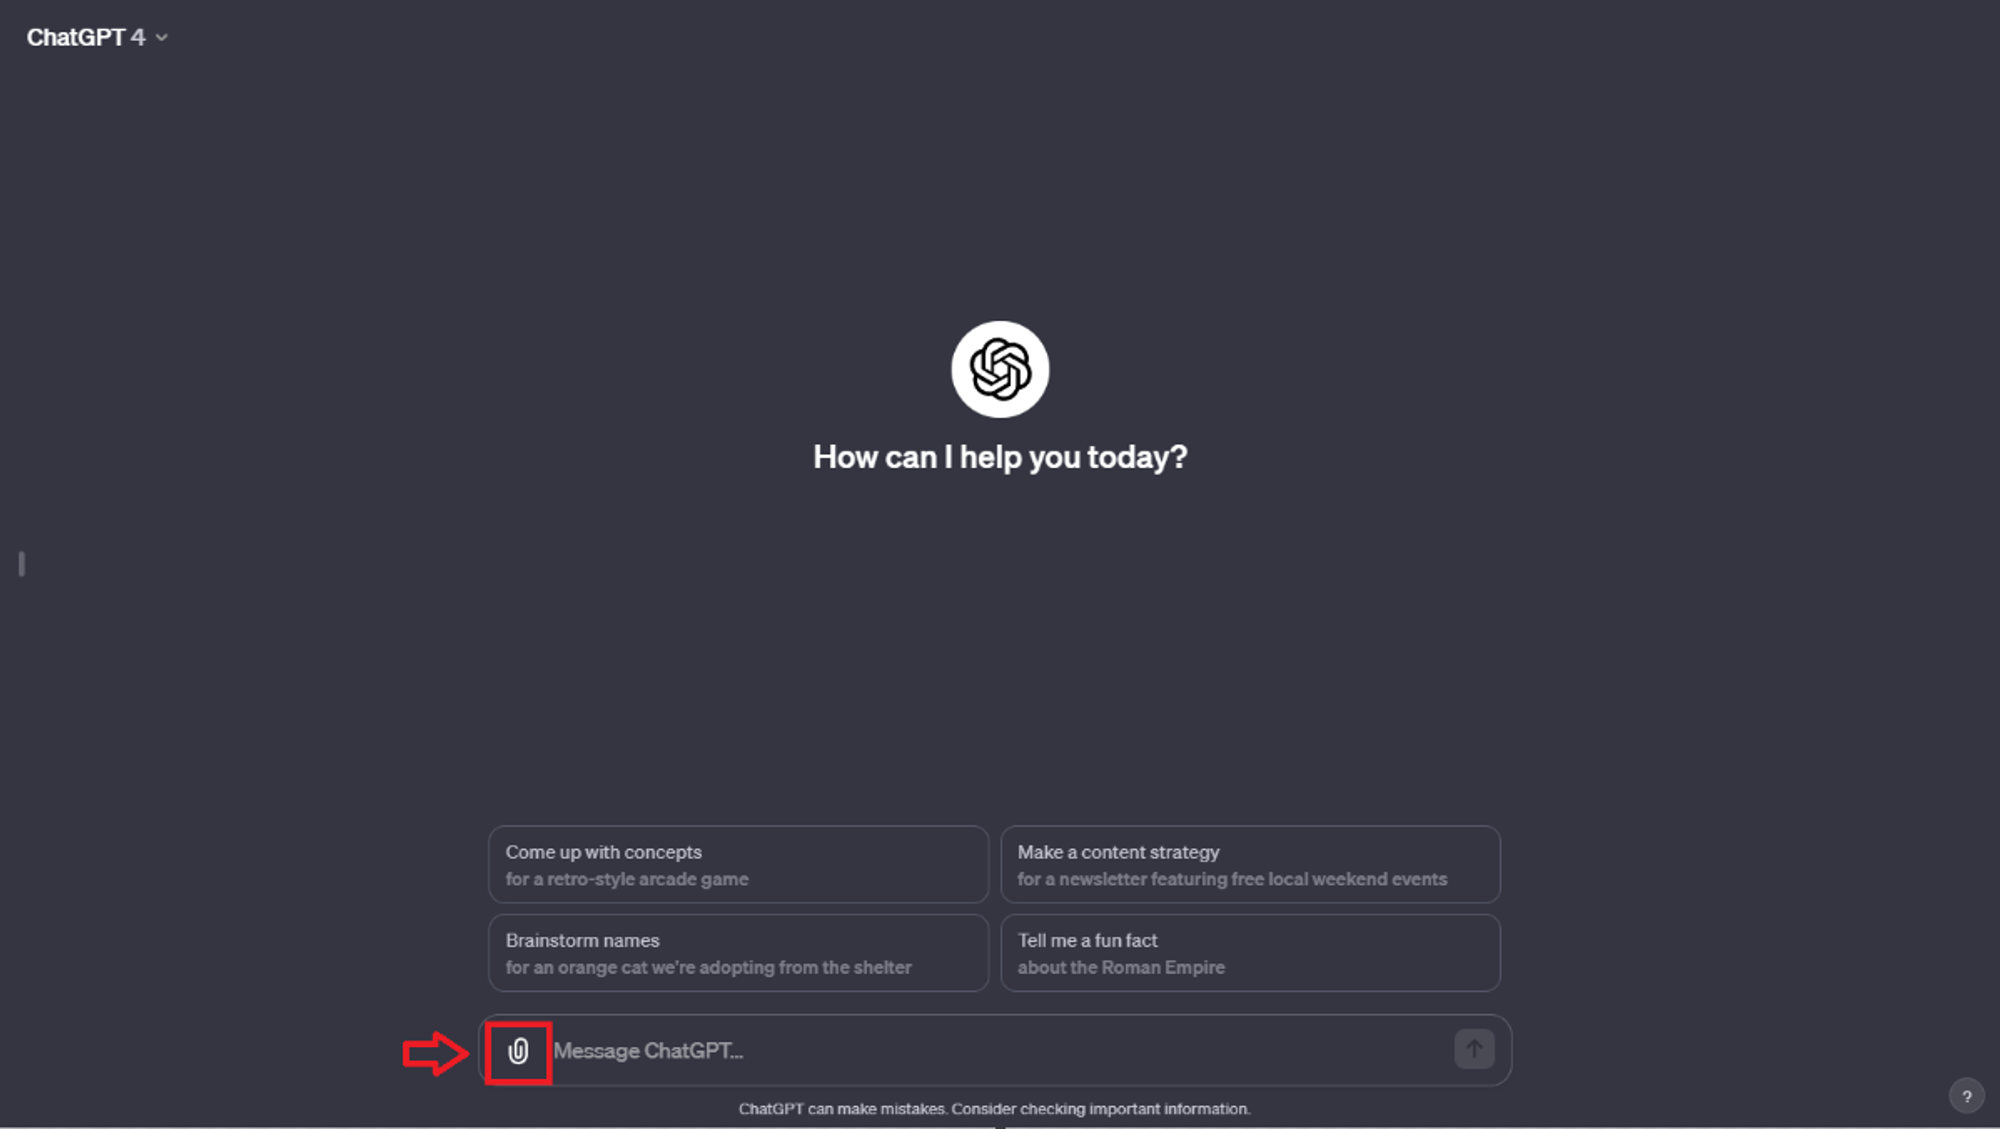 ChatGPT 4
How can I help you today?
Come up with concepts
for a retro-style arcade game
Make a content strategy
for a newsletter featuring free local weekend events
Brainstorm names
for an orange cat we're adopting from the shelter
Tell me a fun fact
about the Roman Empire
Message ChatGPT...
ChatGPT can make mistakes. Consider checking important information.
?